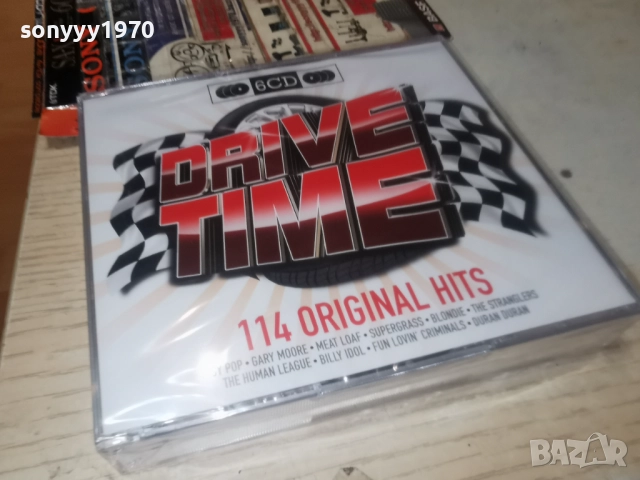 sonyyy1970
6CD
DRIVE
TIME
114 ORIGINAL HITS
POP • GARY MOORE • MEAT LOAF • SUPERGRASS • BLONDIE • THE STRANGLERS
THE HUMAN LEAGUE • BILLY IDOL • FUN LOVIN' CRIMINALS • DURAN DURAN
BAZAR